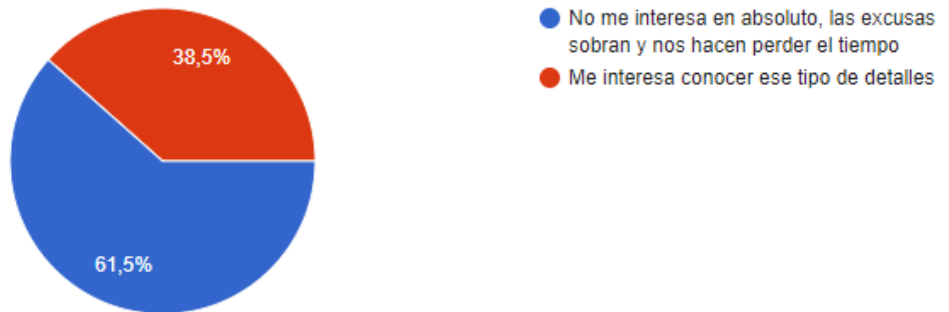 38,5%
61,5%
No me interesa en absoluto, las excusas
sobran y nos hacen perder el tiempo
Me interesa conocer ese tipo de detalles